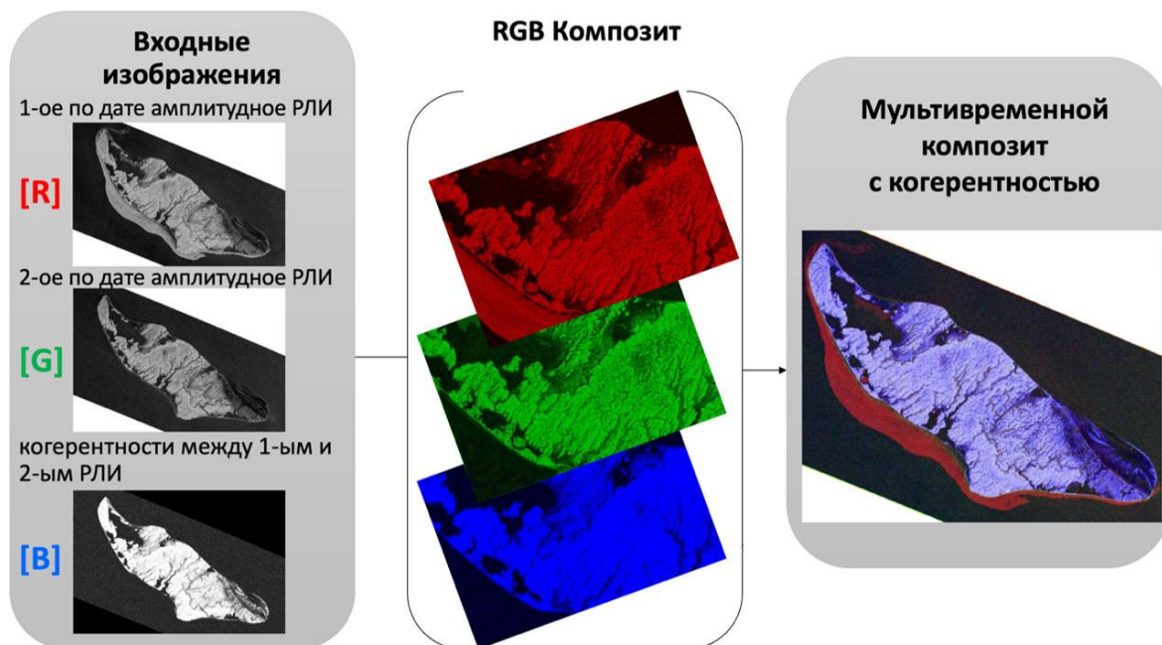 Входные
изображения
1-ое по дате амплитудное РЛИ
[R]
2-ое по дате амплитудное РЛИ
[G]
когерентности между 1-ым и
2-ым РЛИ
[B]
RGB Композит
Мультивременной
композит
с когерентностью